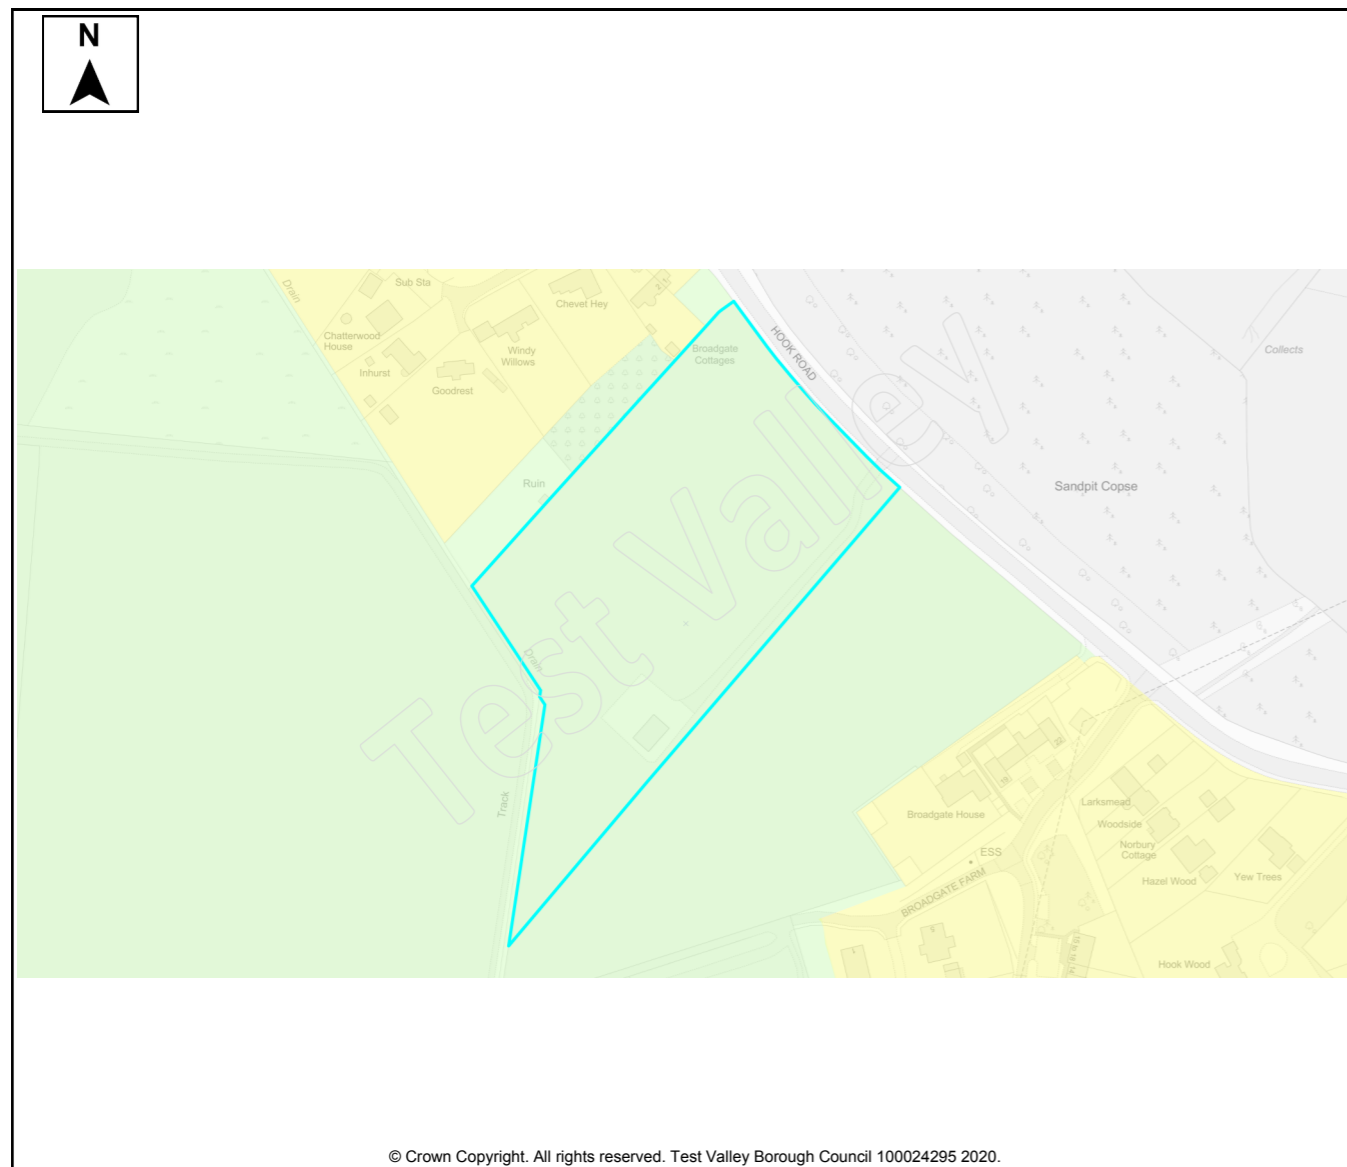 N
Drain
Sub Sta
Chevet Hey
Chatterwood
House
Windy
Willows
Inhurst
Goodrest
Broadgate
Cottages
HOOK ROAD
Collects
Ruin
Sandpit Copse
Test Valley
Drain
Track
Broadgate House
Larksmead
Woodside
Norbury
Cottage
ESS
Hazel Wood
Yew Trees
BROADGATE FARM
Hook Wood
© Crown Copyright. All rights reserved. Test Valley Borough Council 100024295 2020.